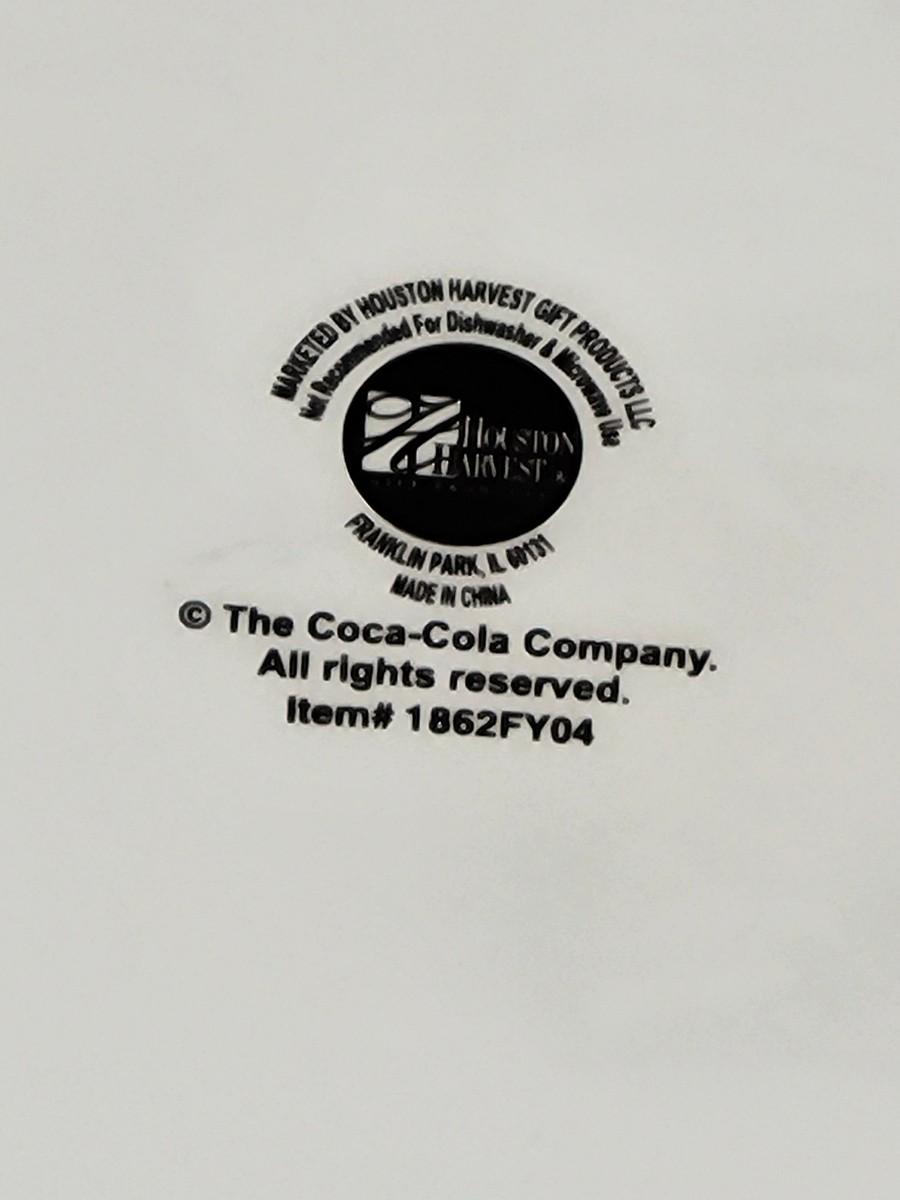 MARKETED BY HOUSTON HARVEST GIFT PRODUCTS LLC
Not Recommended For Dishwasher & Microwave Use
HOUSTON
HARVEST ®
FRANKLIN PARK, IL 60131
MADE IN CHINA
© The Coca-Cola Company.
All rights reserved.
Item# 1862FY04